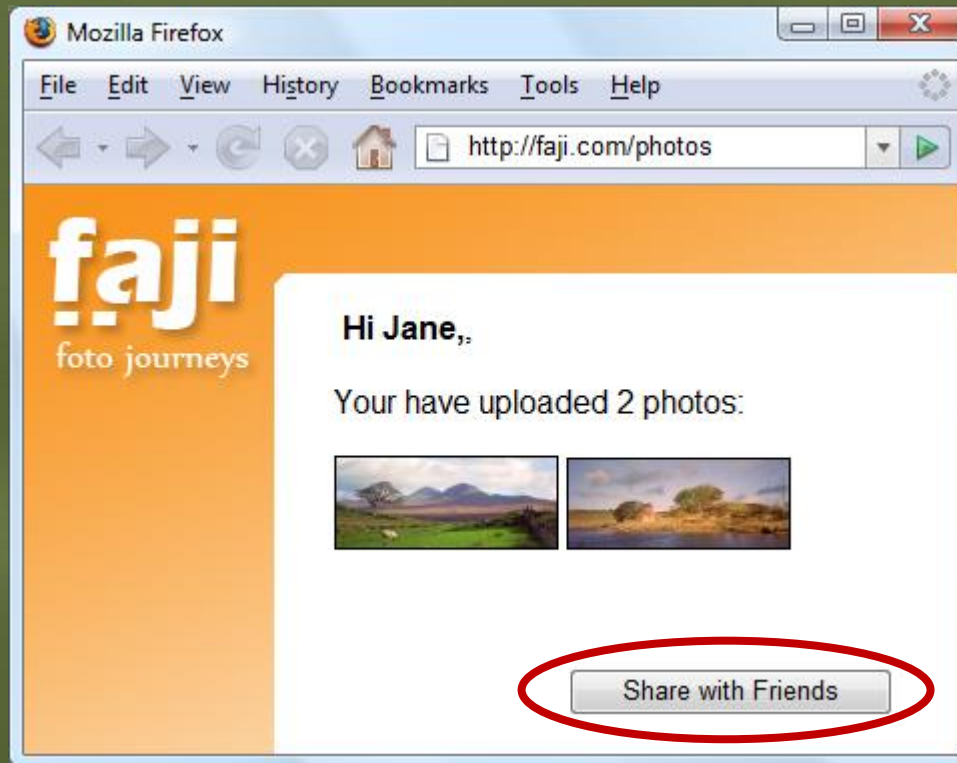 Mozilla Firefox
File Edit View History Bookmarks Tools Help
http://faji.com/photos
faji
foto journeys
Hi Jane,,
Your have uploaded 2 photos:
Share with Friends